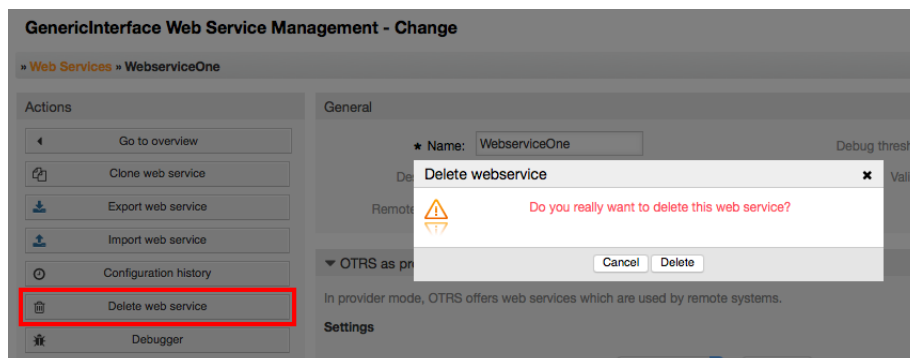 GenericInterface Web Service Management - Change
» Web Services » WebserviceOne
Actions
Go to overview
Clone web service
Export web service
Import web service
Configuration history
Delete web service
Debugger
General
★ Name: WebserviceOne
Debug thresh
De
Vali
Remote
Delete webservice
Do you really want to delete this web service?
Cancel Delete
OTRS as pr
In provider mode, OTRS offers web services which are used by remote systems.
Settings